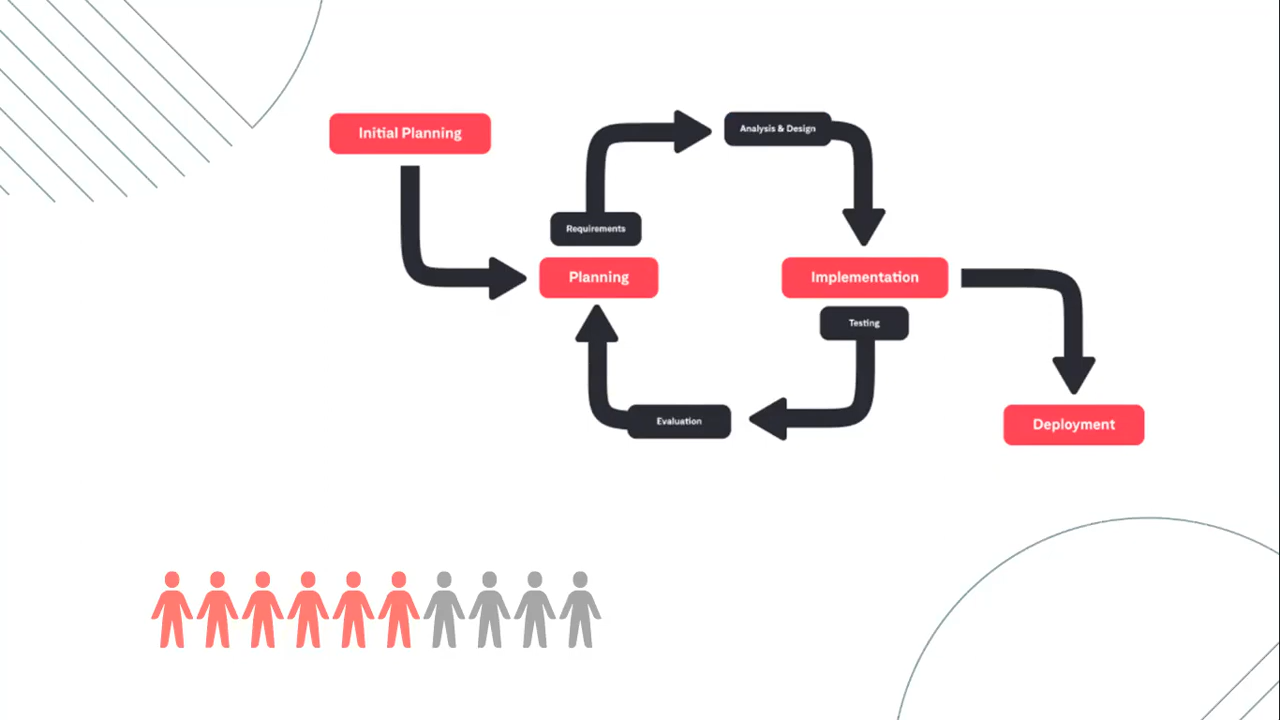 Initial Planning
Analysis & Design
Requirements
Planning
Implementation
Testing
Evaluation
Deployment